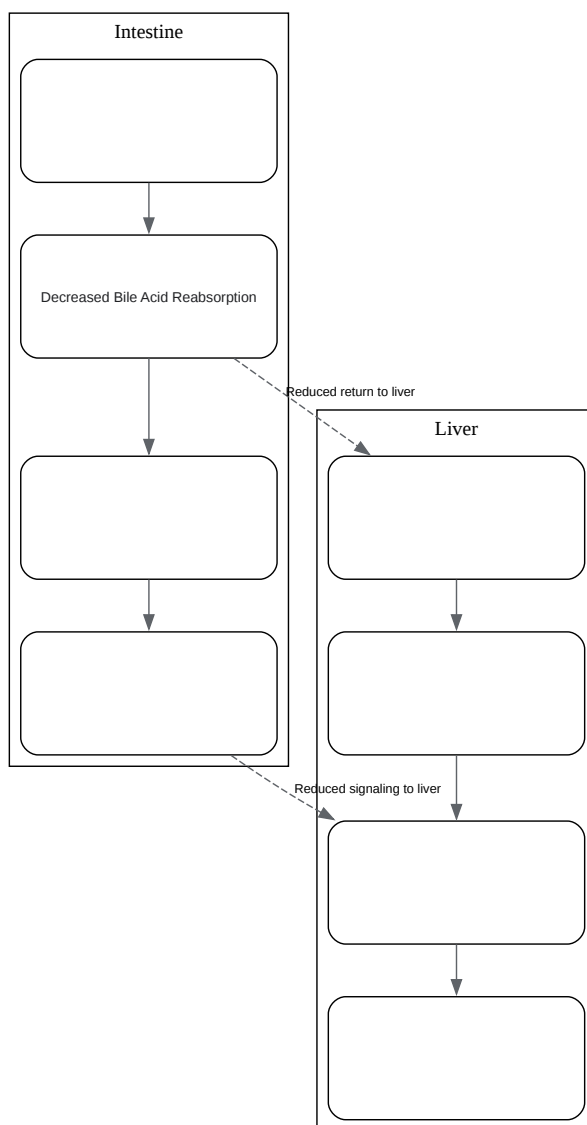 Intestine
Decreased Bile Acid Reabsorption
Reduced return to liver
Liver
Reduced signaling to liver